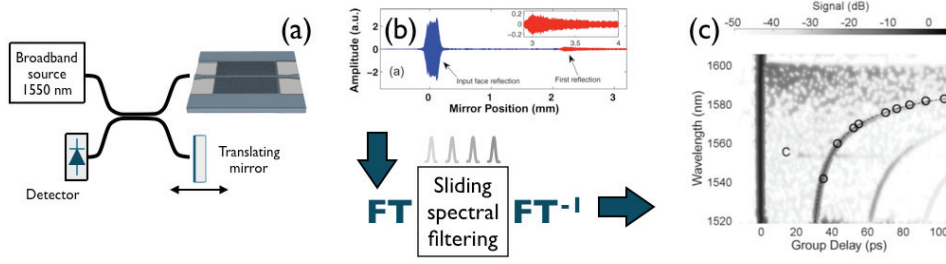 (a)
Broadband
source
1550 nm
Detector
Translating
mirror
(b)
Amplitude (a.u.)
2
0
−2
0.2
0
−0.2
3
3.5
4
(a)
Input face reflection
First reflection
0
1
2
3
Mirror Position (mm)
FT
Sliding
spectral
filtering
FT-1
(c)
Signal (dB)
-50 -40 -30 -20 -10 0
Wavelength (nm)
1600
1580
1560
1540
1520
C
0 20 40 60 80 100
Group Delay (ps)